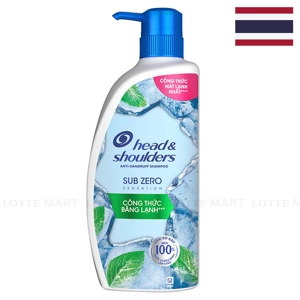 CÔNG THỨC
MÁT LẠNH
NHẤT
head &
shoulders
ANTI-DANDRUFF SHAMPOO
SUB ZERO
SENSATION
CÔNG THỨC
BĂNG LẠNH***
100%
LOTTE MART
LOTTE MART